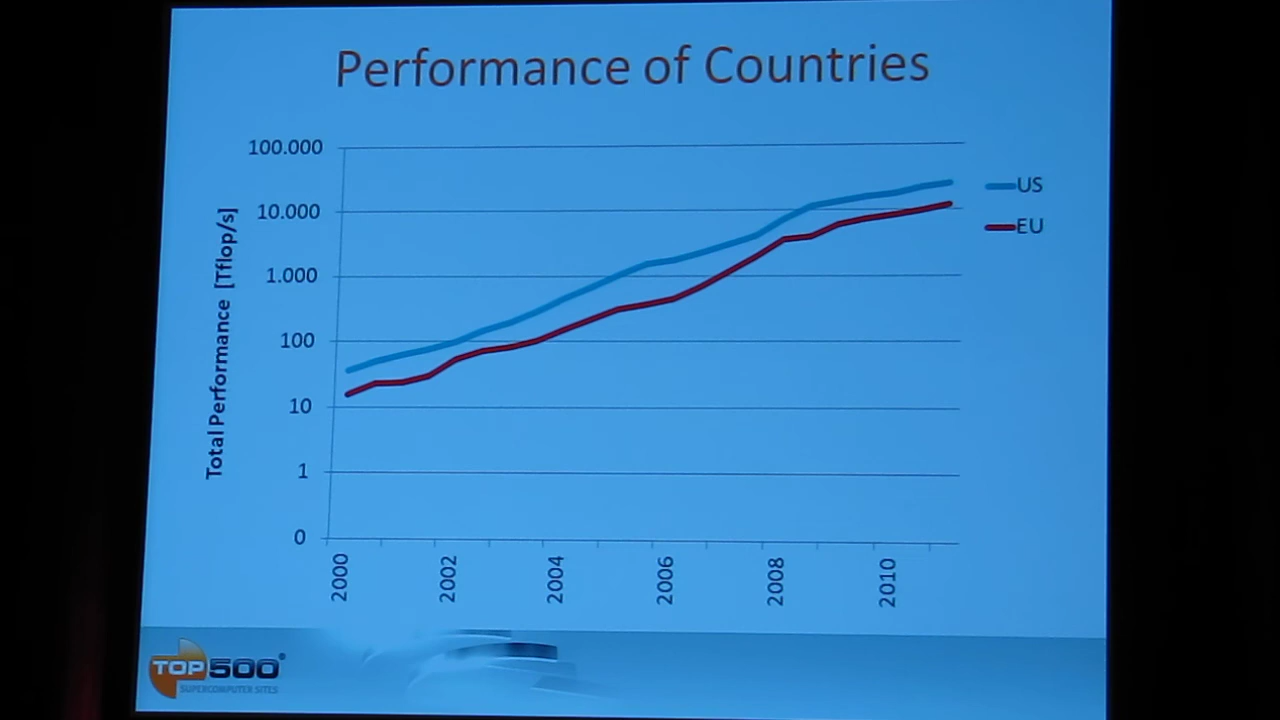 Performance of Countries
100.000
10.000
1.000
100
10
1
0
Total Performance [Tflop/s]
US
EU
2000
2002
2004
2006
2008
2010
TOP500
SUPERCOMPUTER SITES